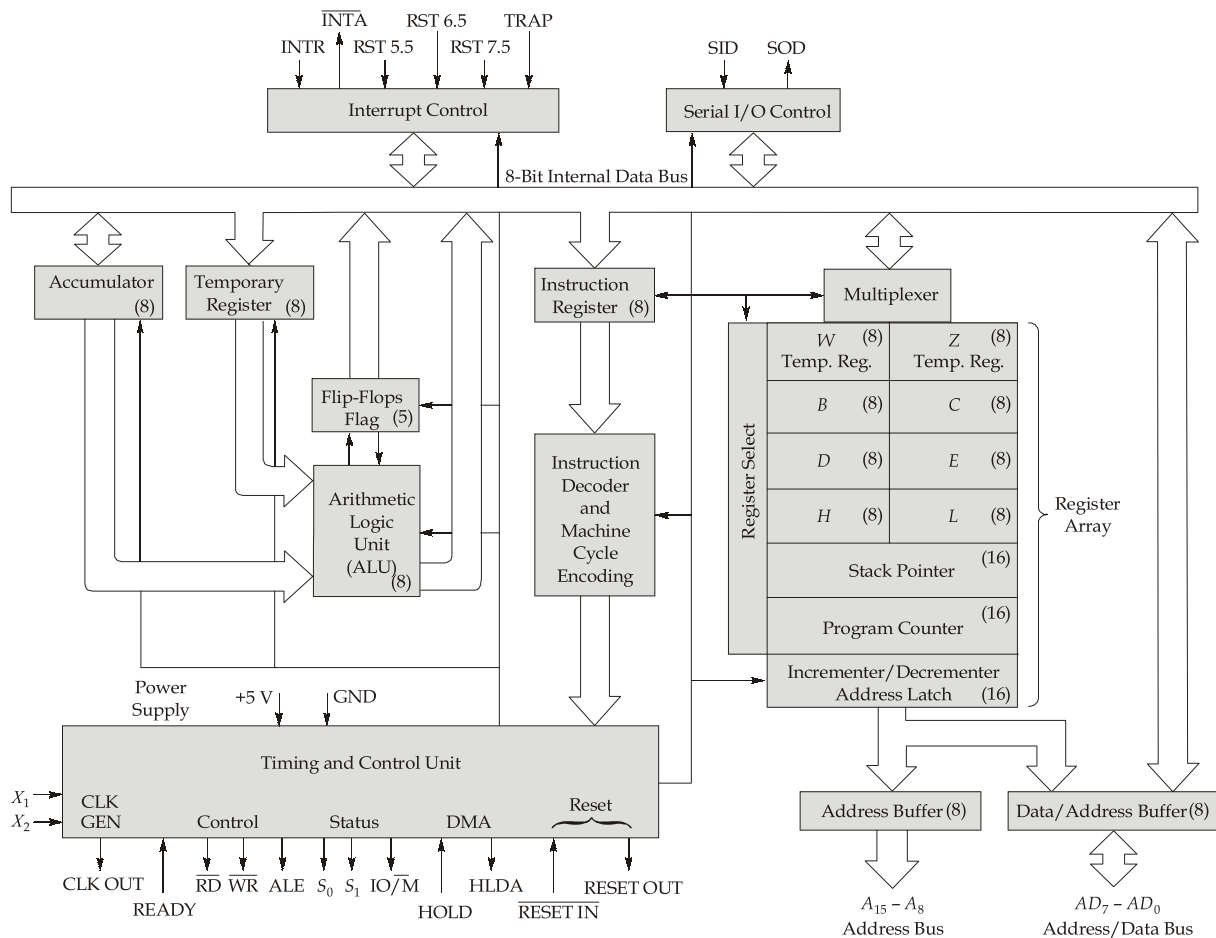 INTA
RST 6.5
TRAP
INTR
RST 5.5
RST 7.5
SID
SOD
Interrupt Control
Serial I/O Control
8-Bit Internal Data Bus
Accumulator
(8)
Temporary
Register (8)
Instruction
Register (8)
Multiplexer
W (8)
Temp. Reg.
Z (8)
Temp. Reg.
Flip-Flops
Flag (5)
B (8)
C (8)
D (8)
E (8)
H (8)
L (8)
Register Select
Register
Array
Arithmetic
Logic
Unit
(ALU)
(8)
Instruction
Decoder
and
Machine
Cycle
Encoding
Stack Pointer (16)
Program Counter (16)
Incrementer/Decrementer
Address Latch (16)
Power
Supply
+5 V
GND
Timing and Control Unit
X1
X2
CLK
GEN
Control
Status
DMA
Reset
Address Buffer (8)
Data/Address Buffer (8)
CLK OUT
READY
RD
WR
ALE
S0
S1
IO/M
HOLD
HLDA
RESET IN
RESET OUT
A15 – A8
Address Bus
AD7 – AD0
Address/Data Bus